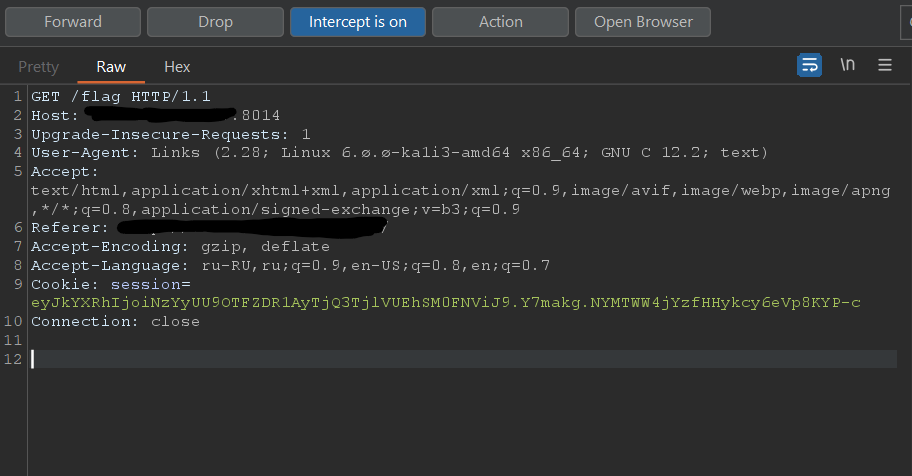 Forward Drop Intercept is on Action Open Browser
Pretty Raw Hex \n
1 GET /flag HTTP/1.1
2 Host: .8014
3 Upgrade-Insecure-Requests: 1
4 User-Agent: Links (2.28; Linux 6.ø.ø-ka1i3-amd64 x86_64; GNU C 12.2; text)
5 Accept:
text/html,application/xhtml+xml,application/xml;q=0.9,image/avif,image/webp,image/apng
,*/*;q=0.8,application/signed-exchange;v=b3;q=0.9
6 Referer: /
7 Accept-Encoding: gzip, deflate
8 Accept-Language: ru-RU,ru;q=0.9,en-US;q=0.8,en;q=0.7
9 Cookie: session=
eyJkYXRhIjoiNzYyUU9OTFZDR1AyTjQ3TjlVUEhSM0FNViJ9.Y7makg.NYMTWW4jYzfHHykcy6eVp8KYP-c
10 Connection: close
11
12